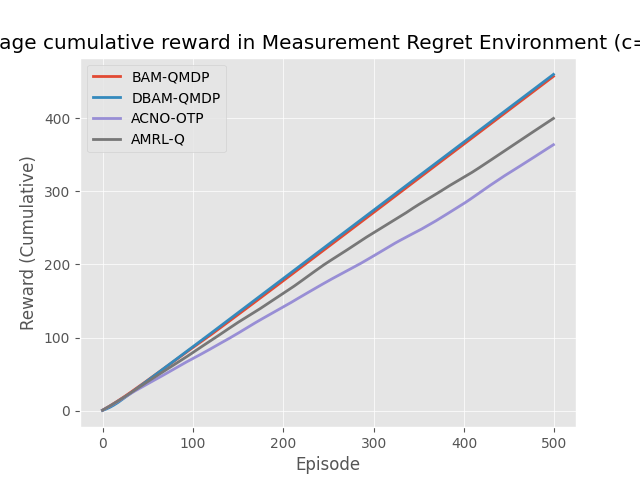 age cumulative reward in Measurement Regret Environment (c=
BAM-QMDP
DBAM-QMDP
ACNO-OTP
AMRL-Q
Reward (Cumulative)
400
300
200
100
0
0 100 200 300 400 500
Episode